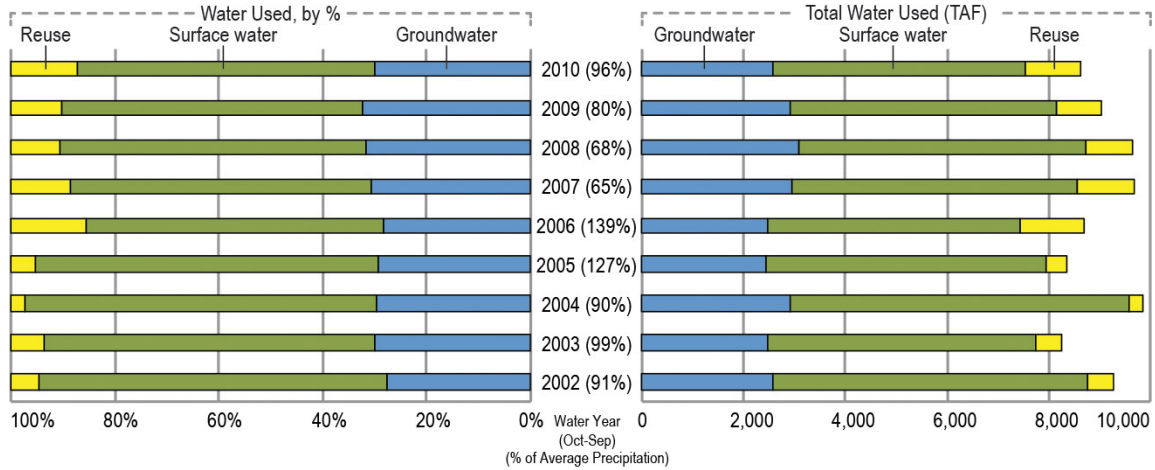 Water Used, by %
Total Water Used (TAF)
Reuse Surface water Groundwater
Groundwater Surface water Reuse
2010 (96%)
2009 (80%)
2008 (68%)
2007 (65%)
2006 (139%)
2005 (127%)
2004 (90%)
2003 (99%)
2002 (91%)
100% 80% 60% 40% 20% 0%
Water Year
(Oct-Sep)
(% of Average Precipitation)
0 2,000 4,000 6,000 8,000 10,000